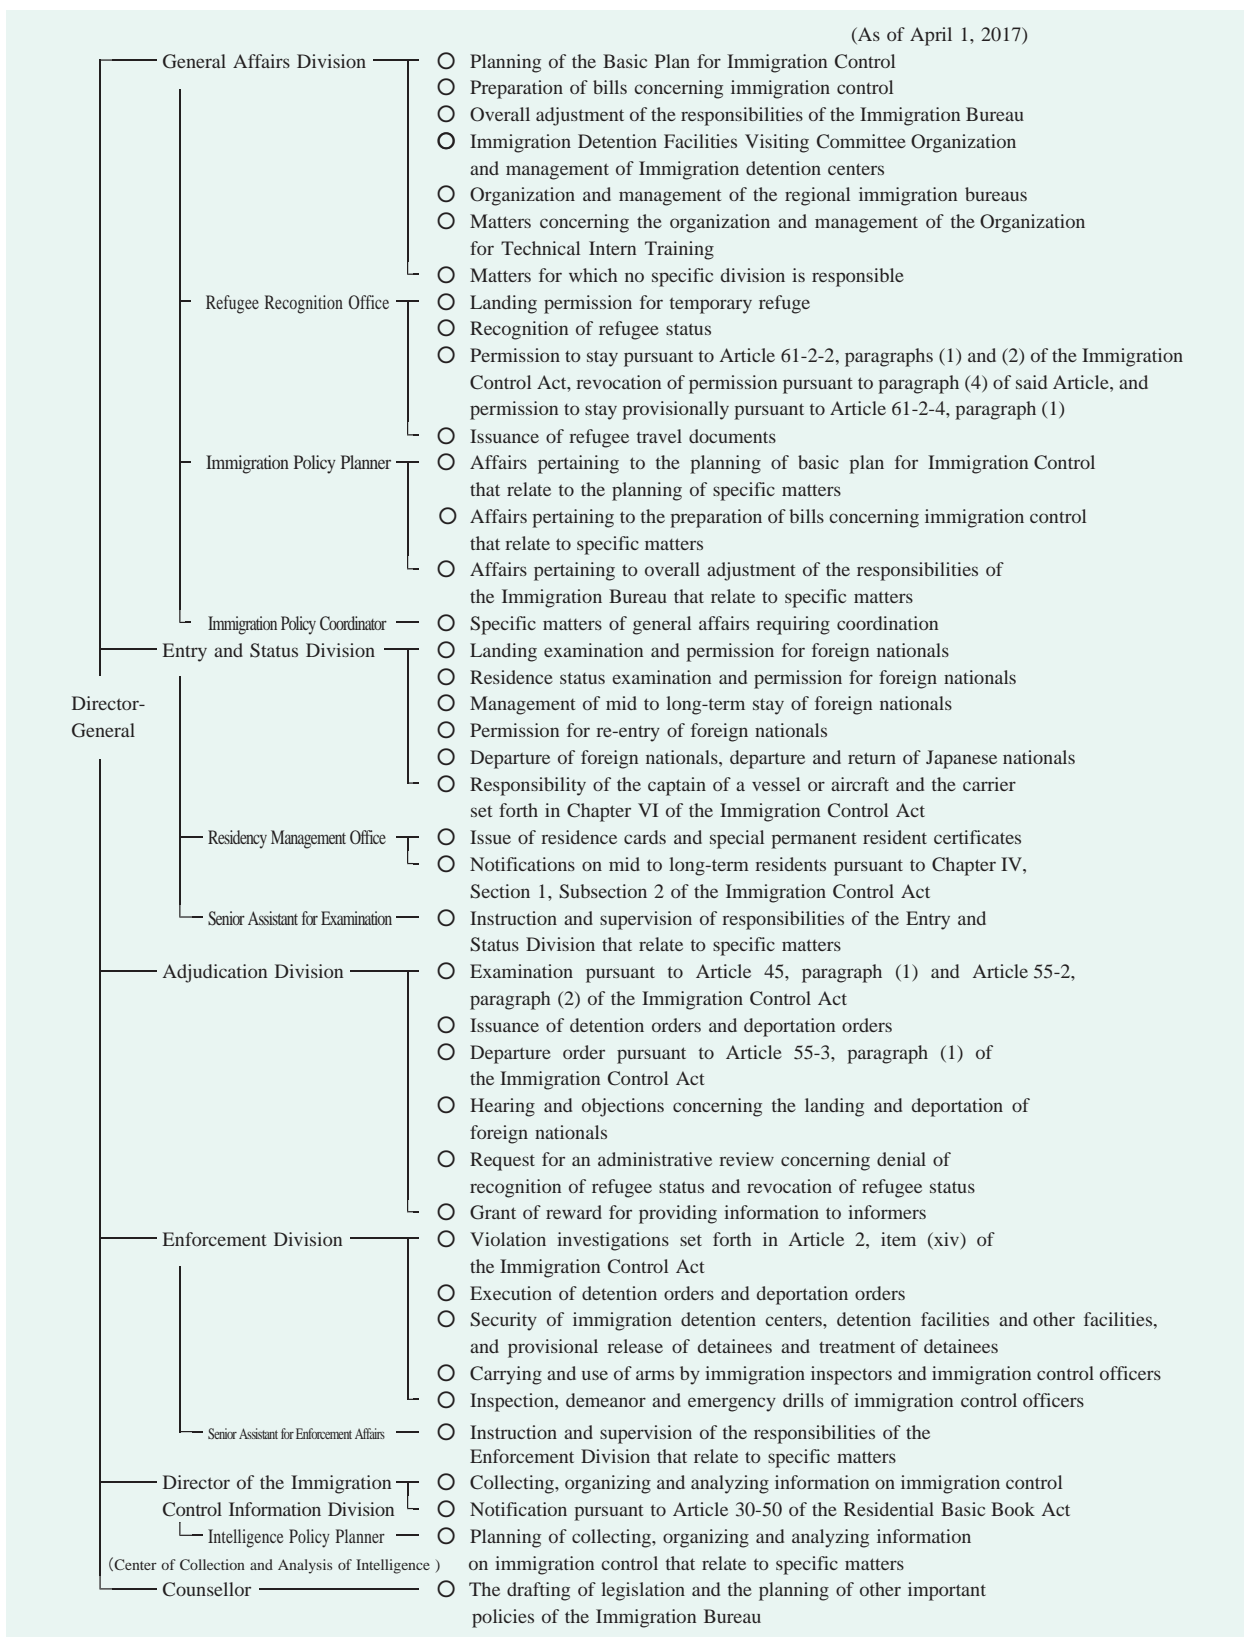 (As of April 1, 2017)
General Affairs Division ○ Planning of the Basic Plan for Immigration Control
○ Preparation of bills concerning immigration control
○ Overall adjustment of the responsibilities of the Immigration Bureau
○ Immigration Detention Facilities Visiting Committee Organization
and management of Immigration detention centers
○ Organization and management of the regional immigration bureaus
○ Matters concerning the organization and management of the Organization
for Technical Intern Training
○ Matters for which no specific division is responsible
Refugee Recognition Office ○ Landing permission for temporary refuge
○ Recognition of refugee status
○ Permission to stay pursuant to Article 61-2-2, paragraphs (1) and (2) of the Immigration
Control Act, revocation of permission pursuant to paragraph (4) of said Article, and
permission to stay provisionally pursuant to Article 61-2-4, paragraph (1)
○ Issuance of refugee travel documents
Immigration Policy Planner ○ Affairs pertaining to the planning of basic plan for Immigration Control
that relate to the planning of specific matters
○ Affairs pertaining to the preparation of bills concerning immigration control
that relate to specific matters
○ Affairs pertaining to overall adjustment of the responsibilities of
the Immigration Bureau that relate to specific matters
Immigration Policy Coordinator ○ Specific matters of general affairs requiring coordination
Entry and Status Division ○ Landing examination and permission for foreign nationals
○ Residence status examination and permission for foreign nationals
Director- ○ Management of mid to long-term stay of foreign nationals
General ○ Permission for re-entry of foreign nationals
○ Departure of foreign nationals, departure and return of Japanese nationals
○ Responsibility of the captain of a vessel or aircraft and the carrier
set forth in Chapter VI of the Immigration Control Act
Residency Management Office ○ Issue of residence cards and special permanent resident certificates
○ Notifications on mid to long-term residents pursuant to Chapter IV,
Section 1, Subsection 2 of the Immigration Control Act
Senior Assistant for Examination ○ Instruction and supervision of responsibilities of the Entry and
Status Division that relate to specific matters
Adjudication Division ○ Examination pursuant to Article 45, paragraph (1) and Article 55-2,
paragraph (2) of the Immigration Control Act
○ Issuance of detention orders and deportation orders
○ Departure order pursuant to Article 55-3, paragraph (1) of
the Immigration Control Act
○ Hearing and objections concerning the landing and deportation of
foreign nationals
○ Request for an administrative review concerning denial of
recognition of refugee status and revocation of refugee status
○ Grant of reward for providing information to informers
Enforcement Division ○ Violation investigations set forth in Article 2, item (xiv) of
the Immigration Control Act
○ Execution of detention orders and deportation orders
○ Security of immigration detention centers, detention facilities and other facilities,
and provisional release of detainees and treatment of detainees
○ Carrying and use of arms by immigration inspectors and immigration control officers
○ Inspection, demeanor and emergency drills of immigration control officers
Senior Assistant for Enforcement Affairs ○ Instruction and supervision of the responsibilities of the
Enforcement Division that relate to specific matters
Director of the Immigration ○ Collecting, organizing and analyzing information on immigration control
Control Information Division ○ Notification pursuant to Article 30-50 of the Residential Basic Book Act
Intelligence Policy Planner ○ Planning of collecting, organizing and analyzing information
(Center of Collection and Analysis of Intelligence ) on immigration control that relate to specific matters
Counsellor ○ The drafting of legislation and the planning of other important
policies of the Immigration Bureau